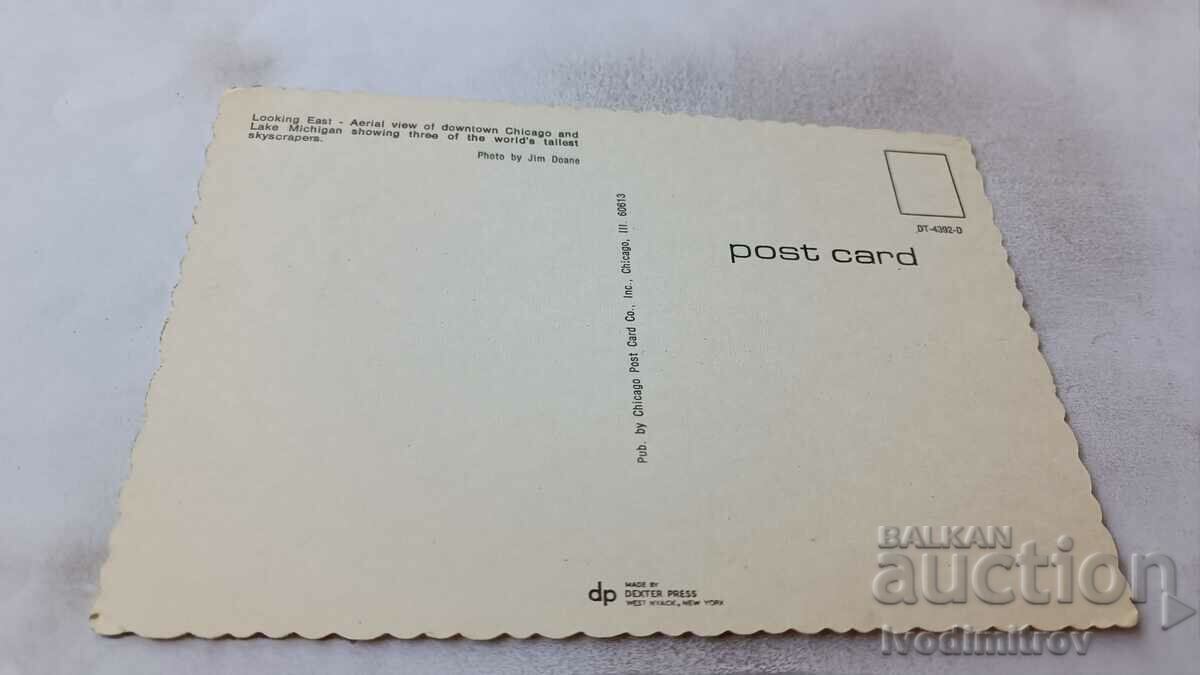 Looking East - Aerial view of downtown Chicago and
Lake Michigan showing three of the world's tallest
skyscrapers.
Photo by Jim Doane
Pub. by Chicago Post Card Co., Inc., Chicago, Ill. 60613
DT-4392-D
post card
dp
MADE BY
DEXTER PRESS
WEST NYACK, NEW YORK
BALKAN
auction
Ivodimitrov